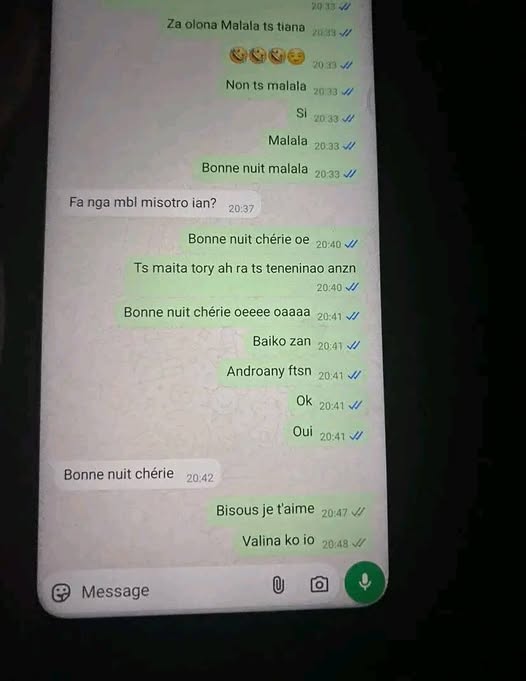 20:33
Za olona Malala ts tiana 20:33
🤣🤣🤣😏 20:33
Non ts malala 20:33
Si 20:33
Malala 20:33
Bonne nuit malala 20:33
Fa nga mbl misotro ian? 20:37
Bonne nuit chérie oe 20:40
Ts maita tory ah ra ts teneninao anzn
20:40
Bonne nuit chérie oeeee oaaaa 20:41
Baiko zan 20:41
Androany ftsn 20:41
Ok 20:41
Oui 20:41
Bonne nuit chérie 20:42
Bisous je t'aime 20:47
Valina ko io 20:48
Message